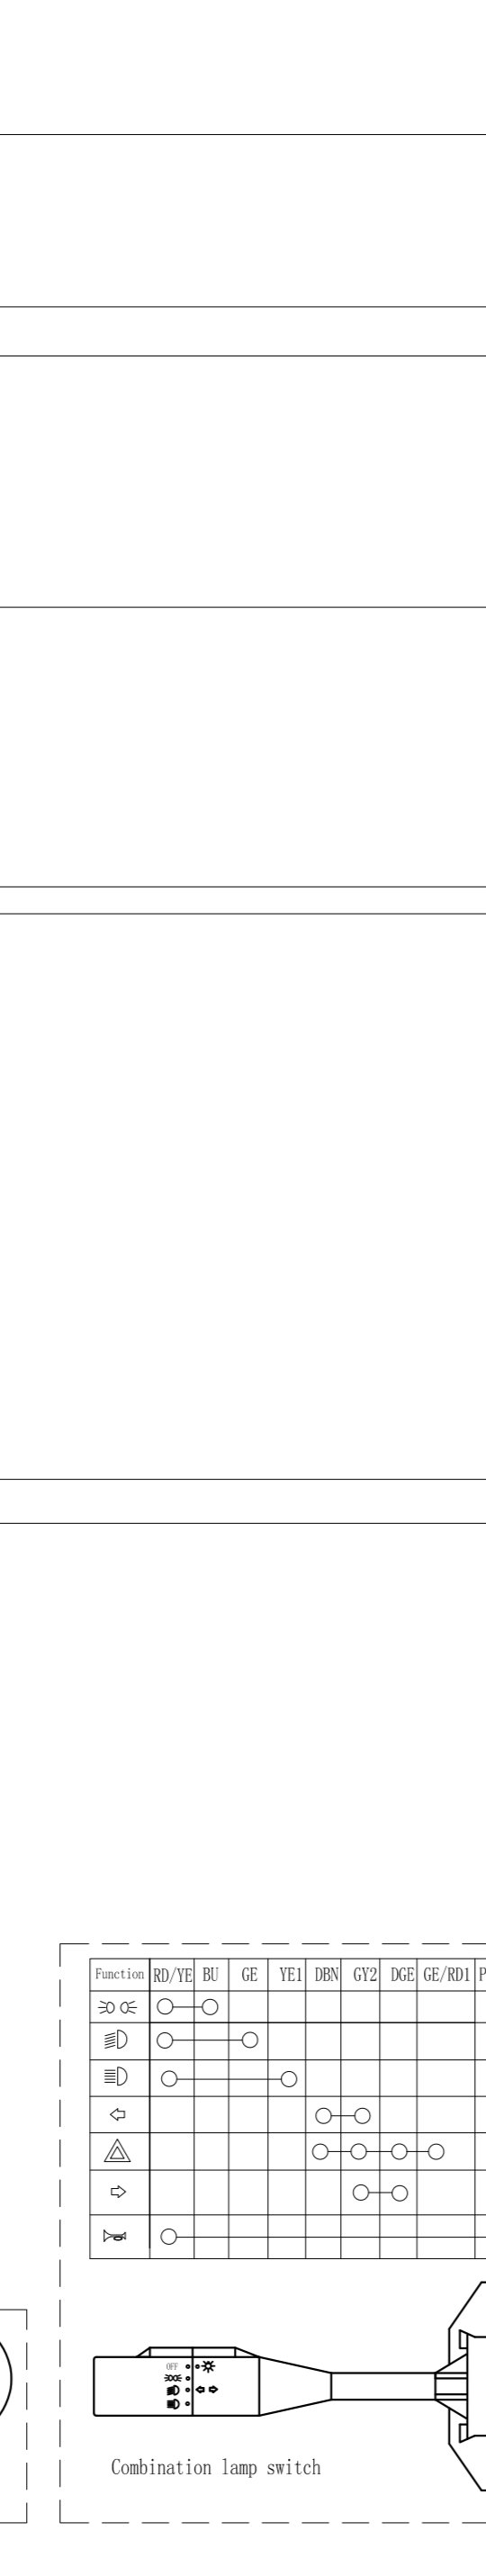 Function RD/YE BU GE YE1 DBN GY2 DGE GE/RD1 P
OFF
Combination lamp switch